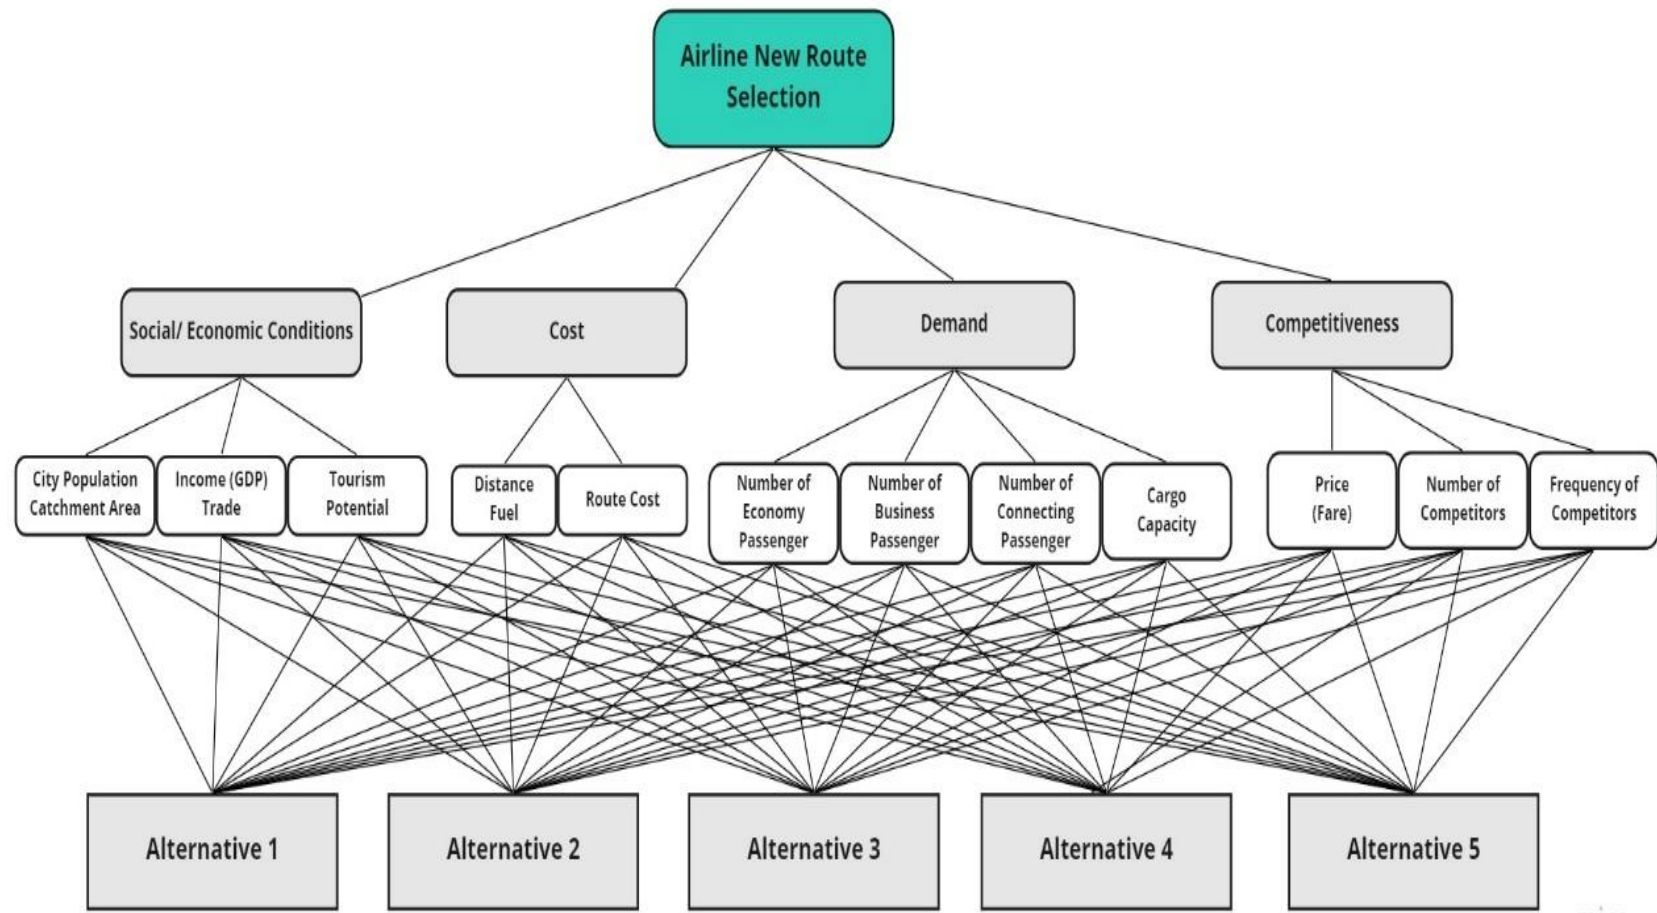 Airline New Route
Selection
Social/ Economic Conditions
Cost
Demand
Competitiveness
City Population
Catchment Area
Income (GDP)
Trade
Tourism
Potential
Distance
Fuel
Route Cost
Number of
Economy
Passenger
Number of
Business
Passenger
Number of
Connecting
Passenger
Cargo
Capacity
Price
(Fare)
Number of
Competitors
Frequency of
Competitors
Alternative 1
Alternative 2
Alternative 3
Alternative 4
Alternative 5